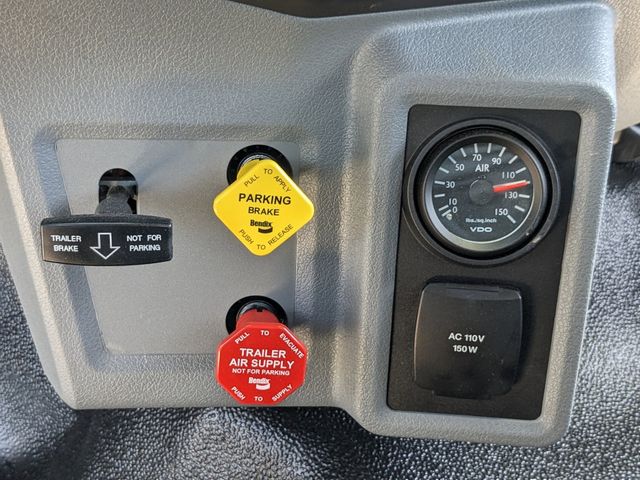 TRAILER BRAKE
NOT FOR PARKING
PULL TO APPLY
PARKING
BRAKE
Bendix
PUSH TO RELEASE
PULL TO EVACUATE
TRAILER
AIR SUPPLY
NOT FOR PARKING
Bendix
PUSH TO SUPPLY
0 10 30 50 70 90 110 130 150
AIR
lbs./sq.inch
VDO
AC 110V
150W